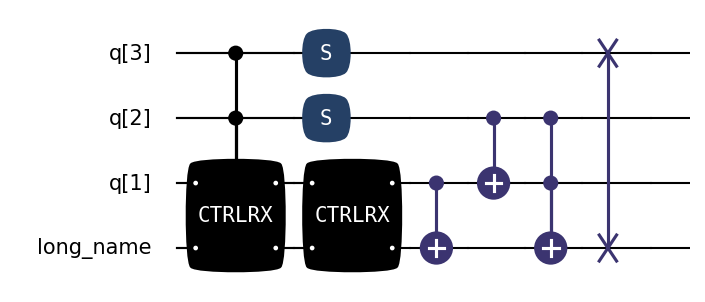 q[3] S
q[2] S
q[1]
CTRLRX CTRLRX
long_name